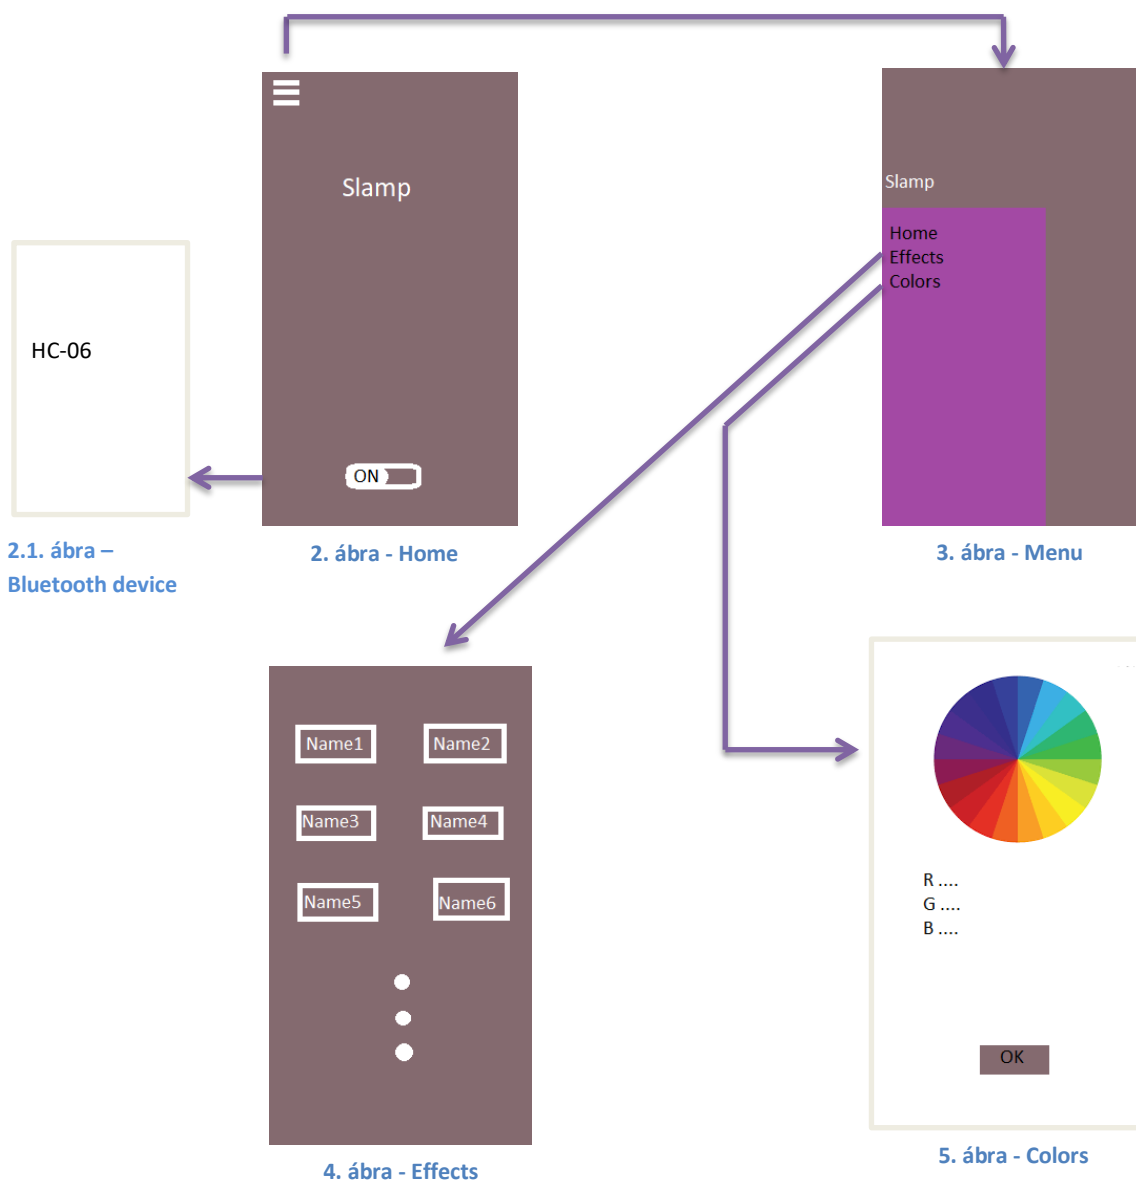 Slamp
ON
2. ábra - Home
HC-06
2.1. ábra –
Bluetooth device
Slamp
Home
Effects
Colors
3. ábra - Menu
Name1
Name2
Name3
Name4
Name5
Name6
4. ábra - Effects
R ....
G ....
B ....
OK
5. ábra - Colors